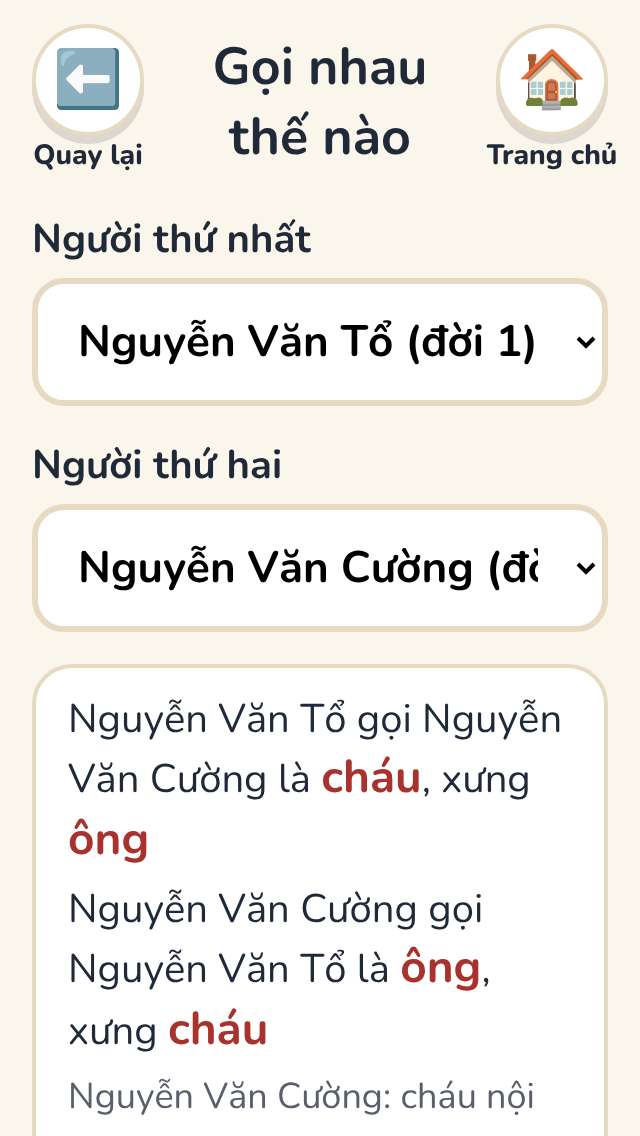 Gọi nhau
thế nào
Quay lại
Trang chủ
Người thứ nhất
Nguyễn Văn Tổ (đời 1)
Người thứ hai
Nguyễn Văn Cường (đờ
Nguyễn Văn Tổ gọi Nguyễn
Văn Cường là cháu, xưng
ông
Nguyễn Văn Cường gọi
Nguyễn Văn Tổ là ông,
xưng cháu
Nguyễn Văn Cường: cháu nội